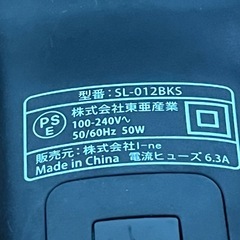 型番：SL-012BKS
PSE
株式会社東亜産業
100-240V〜
50/60Hz 50W
販売元：株式会社I-ne
Made in China 電流ヒューズ 6.3A